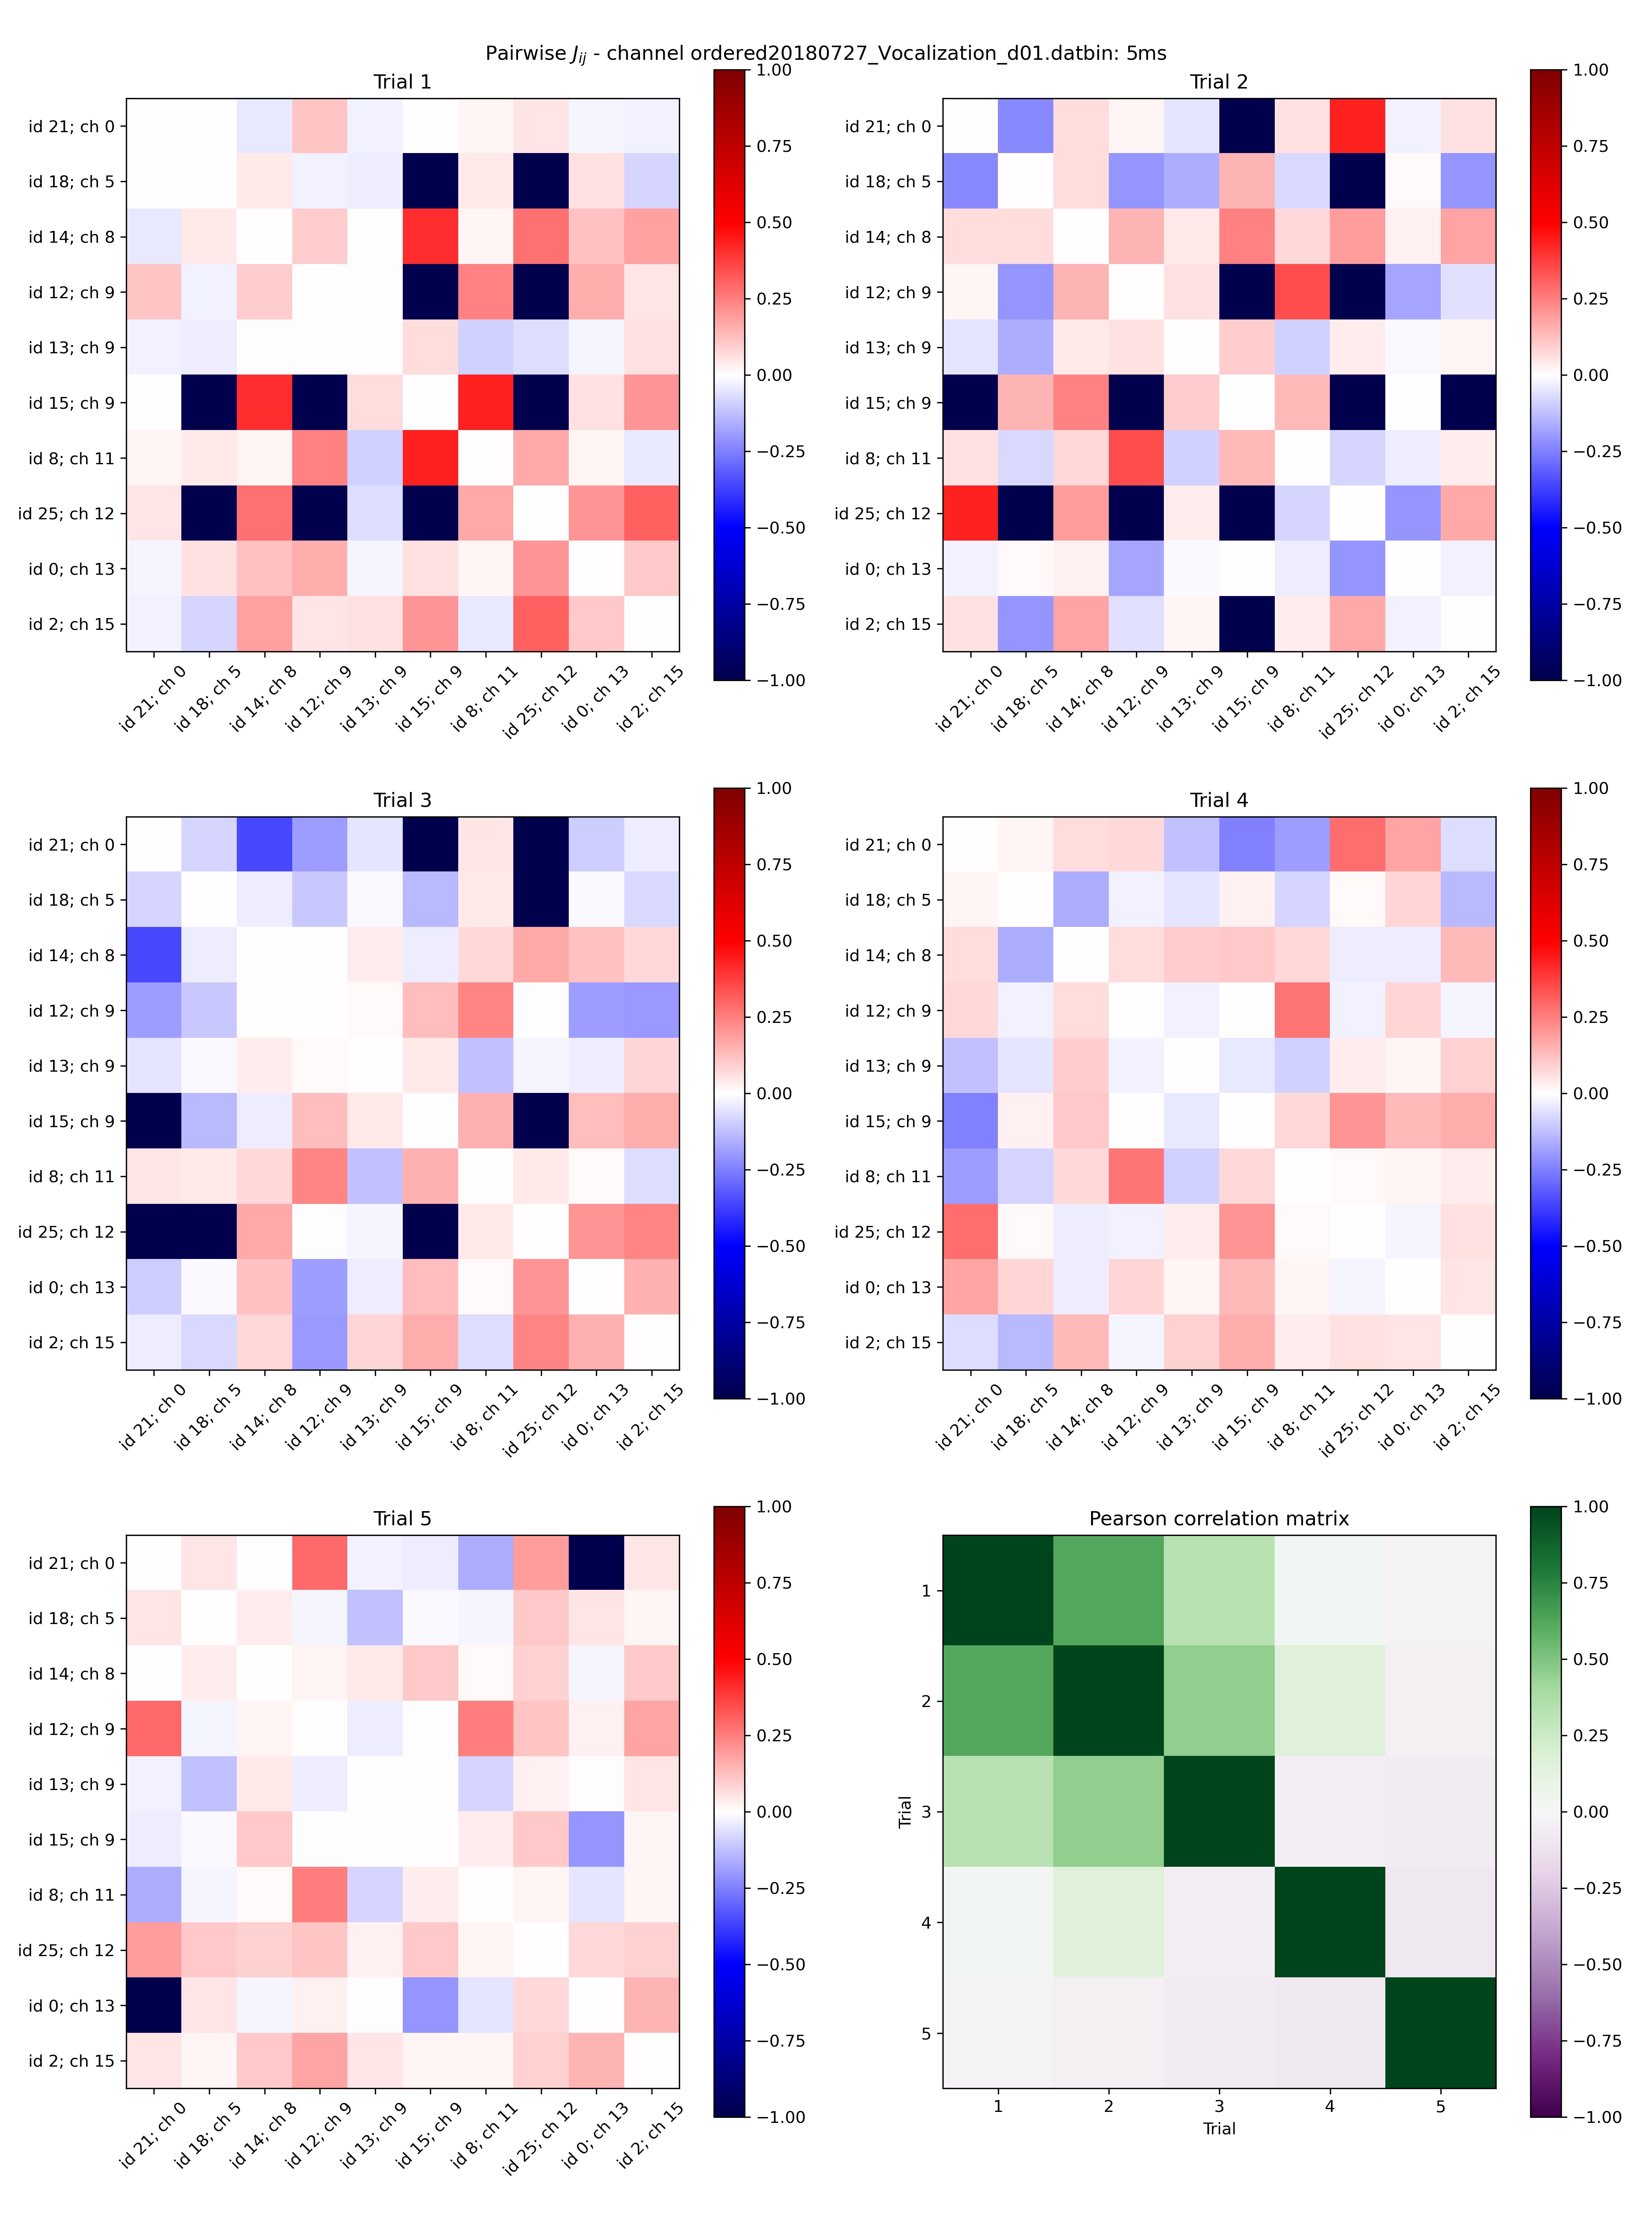 Pairwise J_ij - channel ordered20180727_Vocalization_d01.datbin: 5ms
Trial 1
id 21; ch 0
id 18; ch 5
id 14; ch 8
id 12; ch 9
id 13; ch 9
id 15; ch 9
id 8; ch 11
id 25; ch 12
id 0; ch 13
id 2; ch 15
id 21; ch 0
id 18; ch 5
id 14; ch 8
id 12; ch 9
id 13; ch 9
id 15; ch 9
id 8; ch 11
id 25; ch 12
id 0; ch 13
id 2; ch 15
1.00
0.75
0.50
0.25
0.00
−0.25
−0.50
−0.75
−1.00
Trial 2
id 21; ch 0
id 18; ch 5
id 14; ch 8
id 12; ch 9
id 13; ch 9
id 15; ch 9
id 8; ch 11
id 25; ch 12
id 0; ch 13
id 2; ch 15
id 21; ch 0
id 18; ch 5
id 14; ch 8
id 12; ch 9
id 13; ch 9
id 15; ch 9
id 8; ch 11
id 25; ch 12
id 0; ch 13
id 2; ch 15
1.00
0.75
0.50
0.25
0.00
−0.25
−0.50
−0.75
−1.00
Trial 3
id 21; ch 0
id 18; ch 5
id 14; ch 8
id 12; ch 9
id 13; ch 9
id 15; ch 9
id 8; ch 11
id 25; ch 12
id 0; ch 13
id 2; ch 15
id 21; ch 0
id 18; ch 5
id 14; ch 8
id 12; ch 9
id 13; ch 9
id 15; ch 9
id 8; ch 11
id 25; ch 12
id 0; ch 13
id 2; ch 15
1.00
0.75
0.50
0.25
0.00
−0.25
−0.50
−0.75
−1.00
Trial 4
id 21; ch 0
id 18; ch 5
id 14; ch 8
id 12; ch 9
id 13; ch 9
id 15; ch 9
id 8; ch 11
id 25; ch 12
id 0; ch 13
id 2; ch 15
id 21; ch 0
id 18; ch 5
id 14; ch 8
id 12; ch 9
id 13; ch 9
id 15; ch 9
id 8; ch 11
id 25; ch 12
id 0; ch 13
id 2; ch 15
1.00
0.75
0.50
0.25
0.00
−0.25
−0.50
−0.75
−1.00
Trial 5
id 21; ch 0
id 18; ch 5
id 14; ch 8
id 12; ch 9
id 13; ch 9
id 15; ch 9
id 8; ch 11
id 25; ch 12
id 0; ch 13
id 2; ch 15
id 21; ch 0
id 18; ch 5
id 14; ch 8
id 12; ch 9
id 13; ch 9
id 15; ch 9
id 8; ch 11
id 25; ch 12
id 0; ch 13
id 2; ch 15
1.00
0.75
0.50
0.25
0.00
−0.25
−0.50
−0.75
−1.00
Pearson correlation matrix
Trial
1
2
3
4
5
1
2
3
4
5
Trial
1.00
0.75
0.50
0.25
0.00
−0.25
−0.50
−0.75
−1.00